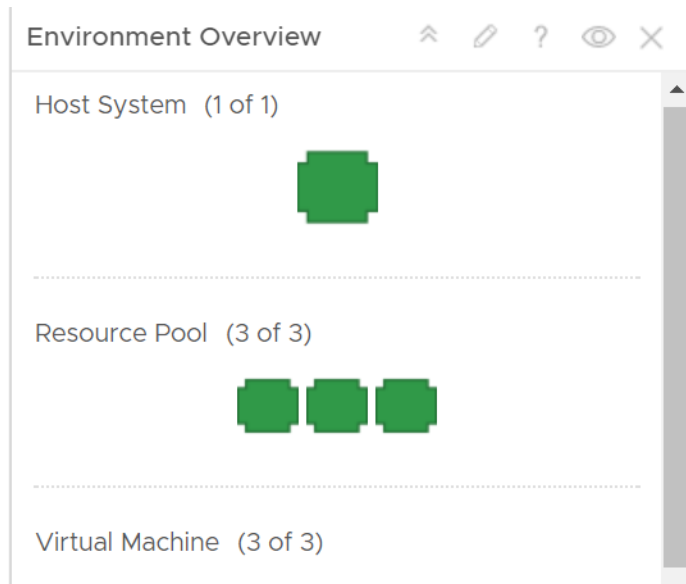 Environment Overview ?
Host System (1 of 1)
Resource Pool (3 of 3)
Virtual Machine (3 of 3)